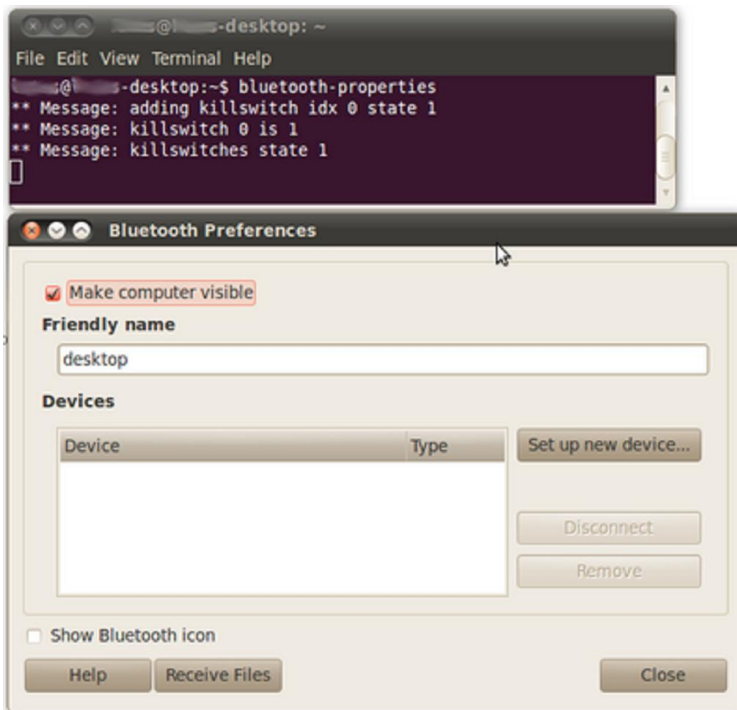 -desktop: ~
File Edit View Terminal Help
-desktop:~$ bluetooth-properties
** Message: adding killswitch idx 0 state 1
** Message: killswitch 0 is 1
** Message: killswitches state 1
Bluetooth Preferences
Make computer visible
Friendly name
desktop
Devices
Device Type
Set up new device...
Disconnect
Remove
Show Bluetooth icon
Help Receive Files Close